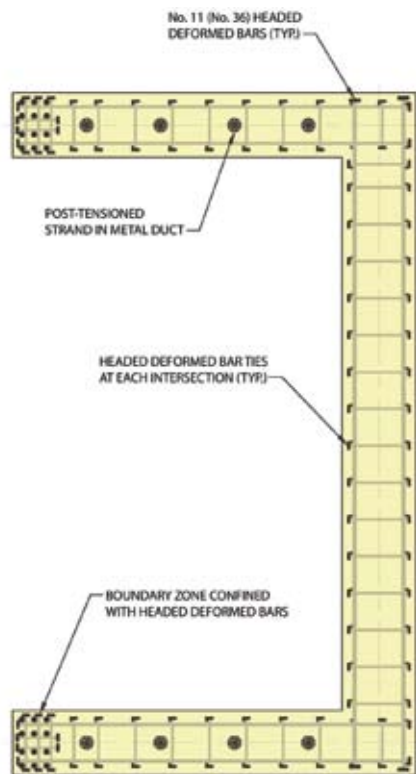 No. 11 (No. 36) HEADED
DEFORMED BARS (TYP.)
POST-TENSIONED
STRAND IN METAL DUCT
HEADED DEFORMED BAR TIES
AT EACH INTERSECTION (TYP.)
BOUNDARY ZONE CONFINED
WITH HEADED DEFORMED BARS